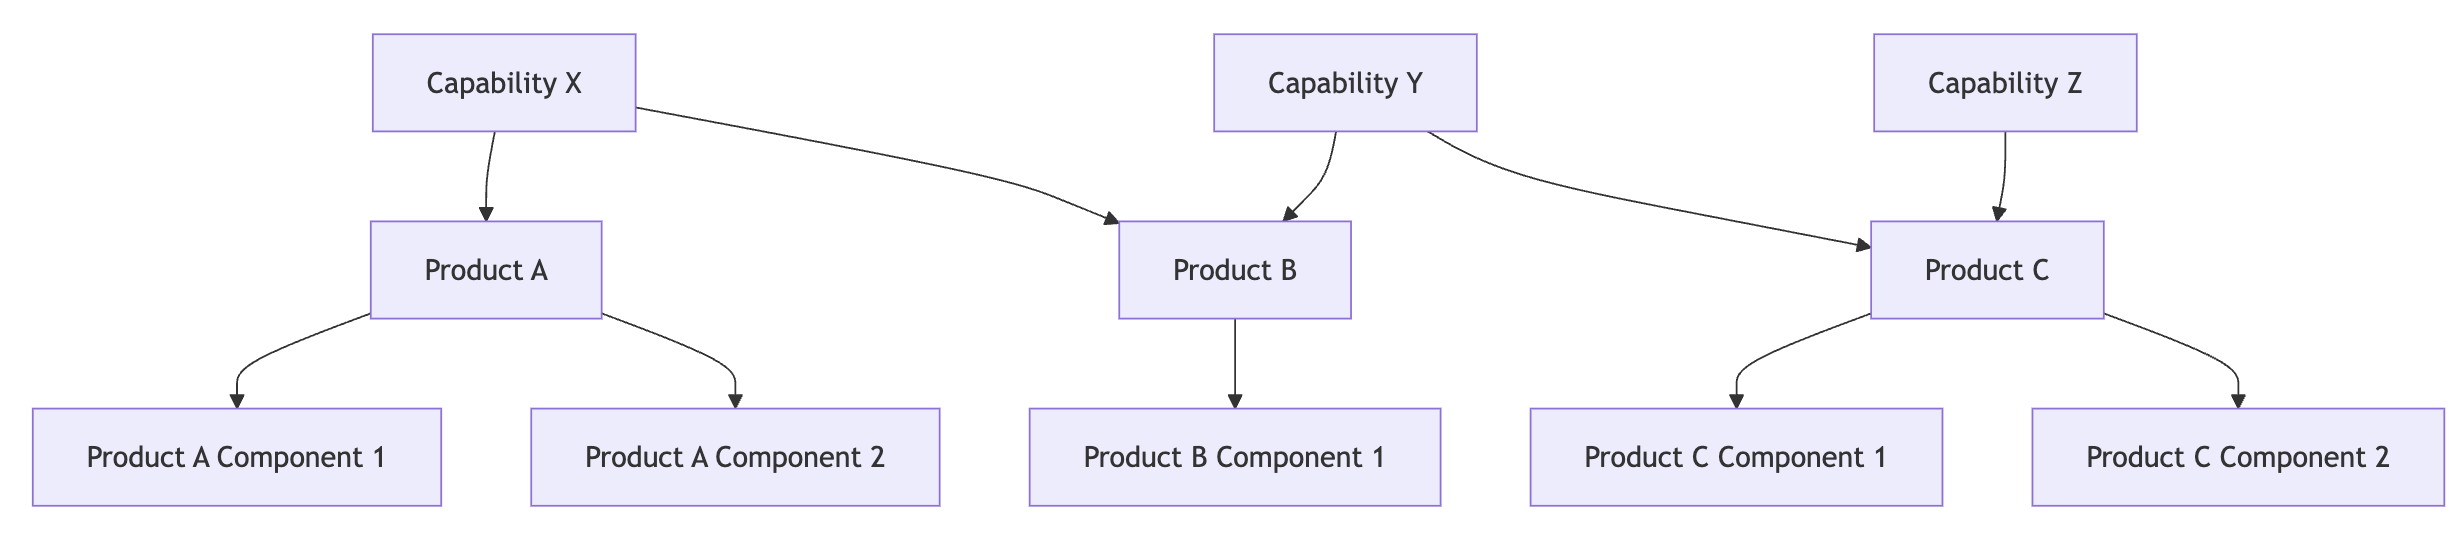 Capability X
Capability Y
Capability Z
Product A
Product B
Product C
Product A Component 1
Product A Component 2
Product B Component 1
Product C Component 1
Product C Component 2